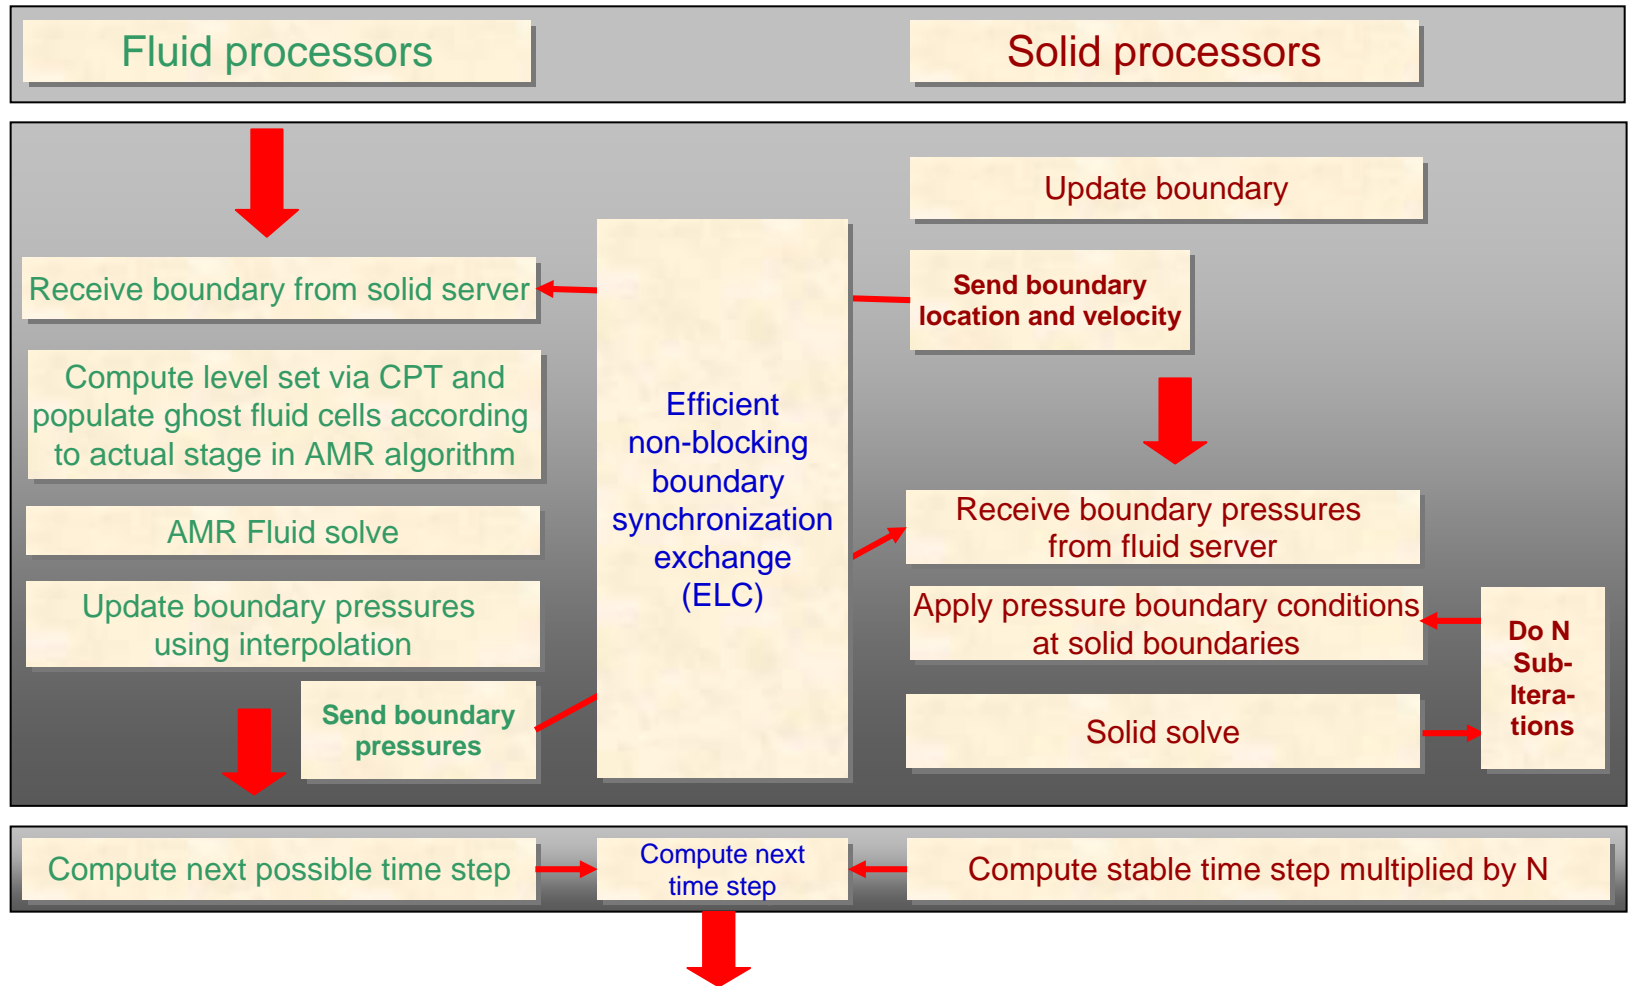 Fluid processors
Solid processors
Update boundary
Receive boundary from solid server
Send boundary
location and velocity
Compute level set via CPT and
populate ghost fluid cells according
to actual stage in AMR algorithm
Efficient
non-blocking
boundary
synchronization
exchange
(ELC)
AMR Fluid solve
Receive boundary pressures
from fluid server
Update boundary pressures
using interpolation
Apply pressure boundary conditions
at solid boundaries
Do N
Sub-
Itera-
tions
Send boundary
pressures
Solid solve
Compute next possible time step
Compute next
time step
Compute stable time step multiplied by N